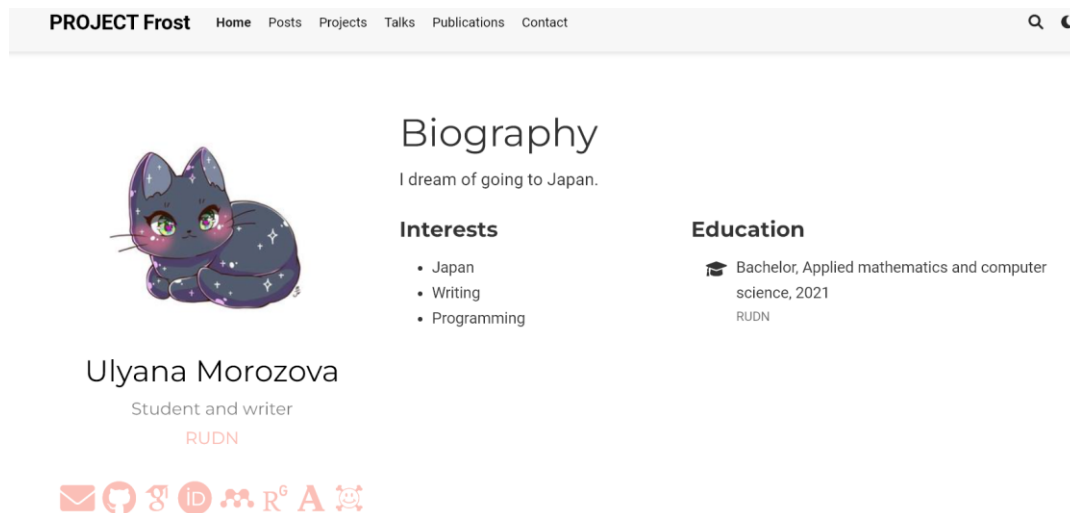 PROJECT Frost Home Posts Projects Talks Publications Contact
Biography
I dream of going to Japan.
Interests
Japan
Writing
Programming
Education
Bachelor, Applied mathematics and computer
science, 2021
RUDN
Ulyana Morozova
Student and writer
RUDN